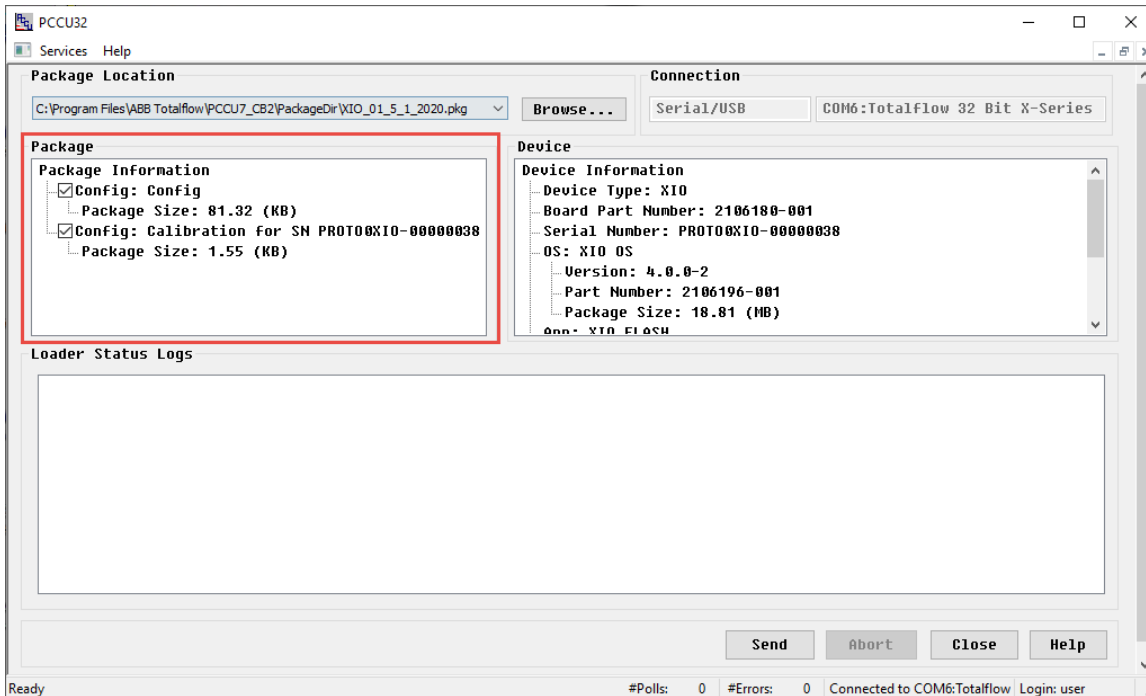 PCCU32
Services Help
Package Location
C:\Program Files\ABB Totalflow\PCCU7_CB2\PackageDir\XIO_01_5_1_2020.pkg
Browse...
Connection
Serial/USB
COM6:Totalflow 32 Bit X-Series
Package
Package Information
Config: Config
Package Size: 81.32 (KB)
Config: Calibration for SN PROTO0XIO-00000038
Package Size: 1.55 (KB)
Device
Device Information
Device Type: XIO
Board Part Number: 2106180-001
Serial Number: PROTO0XIO-00000038
OS: XIO OS
Version: 4.0.0-2
Part Number: 2106196-001
Package Size: 18.81 (MB)
App: XIO FLASH
Loader Status Logs
Send Abort Close Help
Ready #Polls: 0 #Errors: 0 Connected to COM6:Totalflow Login: user